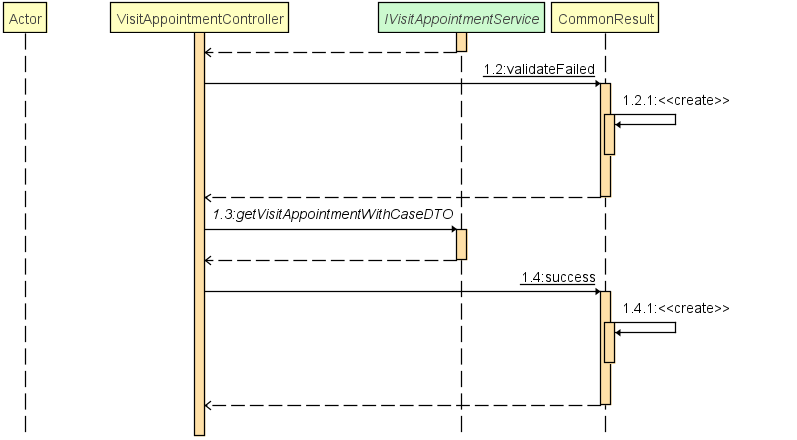 Actor
VisitAppointmentController
IVisitAppointmentService
CommonResult
1.2:validateFailed
1.2.1:<<create>>
1.3:getVisitAppointmentWithCaseDTO
1.4:success
1.4.1:<<create>>